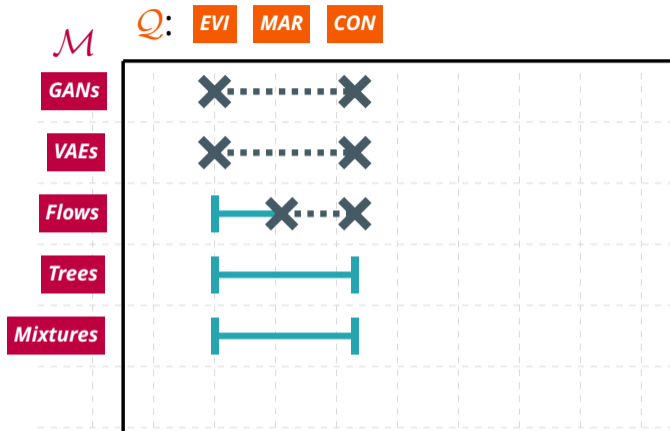 𝒬: EVI MAR CON
ℳ
GANs
VAEs
Flows
Trees
Mixtures